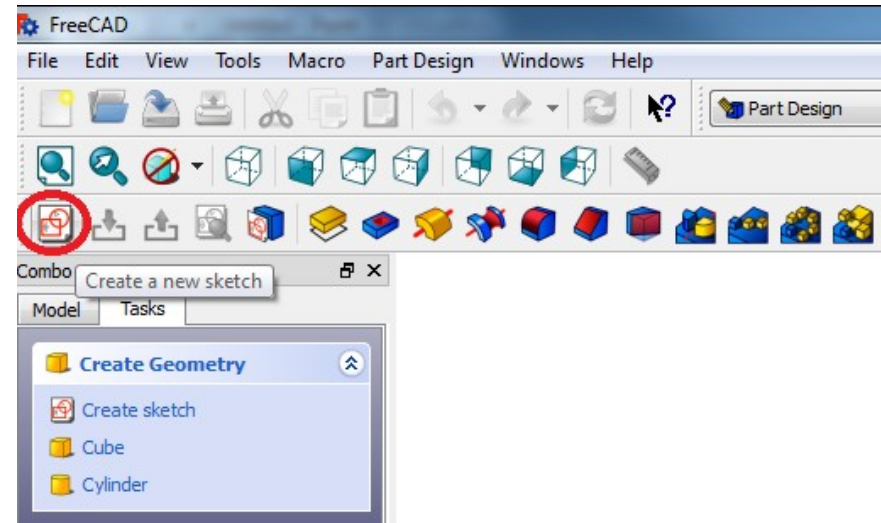 FreeCAD
File Edit View Tools Macro Part Design Windows Help
Part Design
Combo
Create a new sketch
Model Tasks
Create Geometry
Create sketch
Cube
Cylinder